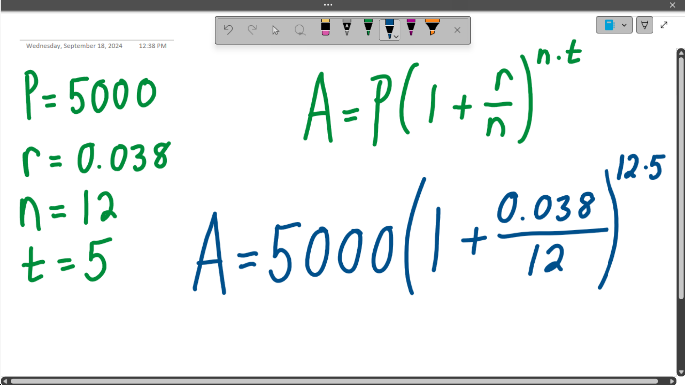 Wednesday, September 18, 2024 12:38 PM
P = 5000
r = 0.038
n = 12
t = 5
A = P(1 + r/n)^n·t
A = 5000(1 + 0.038/12)^12·5